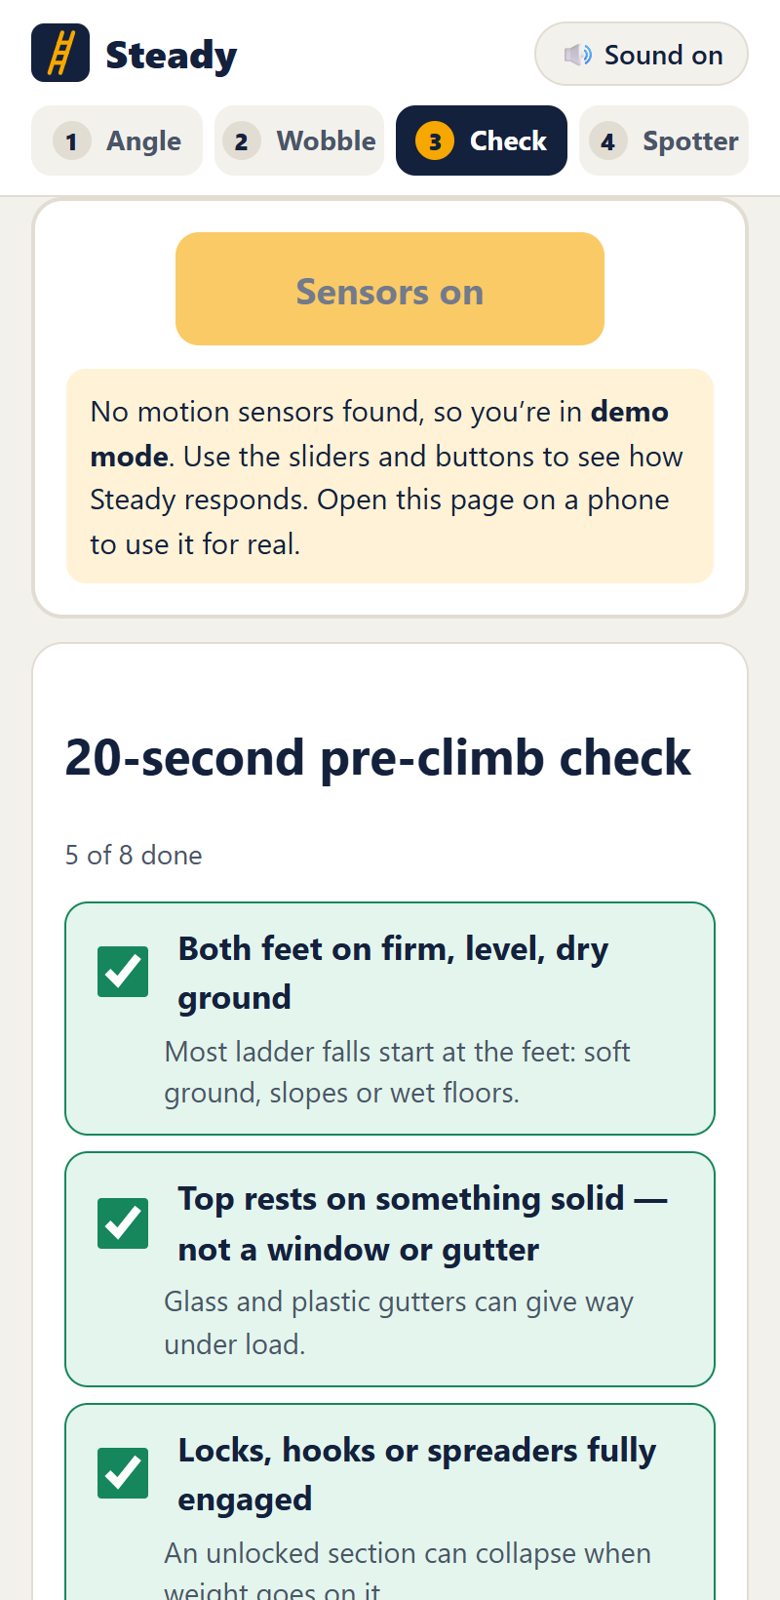 Steady
Sound on
1 Angle
2 Wobble
3 Check
4 Spotter
Sensors on
No motion sensors found, so you’re in demo
mode. Use the sliders and buttons to see how
Steady responds. Open this page on a phone
to use it for real.
20-second pre-climb check
5 of 8 done
Both feet on firm, level, dry
ground
Most ladder falls start at the feet: soft
ground, slopes or wet floors.
Top rests on something solid —
not a window or gutter
Glass and plastic gutters can give way
under load.
Locks, hooks or spreaders fully
engaged
An unlocked section can collapse when
weight goes on it.